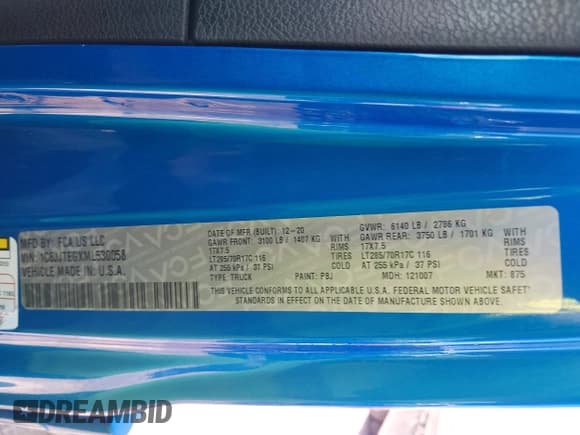 MFD BY: FCA US LLC
VIN: 1C6JJTEGXML530058
VEHICLE MADE IN: U.S.A.
DATE OF MFR (BUILT) 12-20
GAWR FRONT: 3100 LB / 1407 KG
17X7.5
LT285/70R17C 116
AT 255 kPa / 37 PSI
TYPE TRUCK
RIMS
TIRES
COLD
GVWR: 6140 LB / 2786 KG
GAWR REAR: 3750 LB / 1701 KG
17X7.5
LT285/70R17C 116
AT 255 kPa / 37 PSI
RIMS
TIRES
COLD
PAINT: PBJ
MDH: 121007
MKT: 875
THIS VEHICLE CONFORMS TO ALL APPLICABLE U.S.A. FEDERAL MOTOR VEHICLE SAFETY
STANDARDS IN EFFECT ON THE DATE OF MANUFACTURE SHOWN ABOVE.
DREAMBID